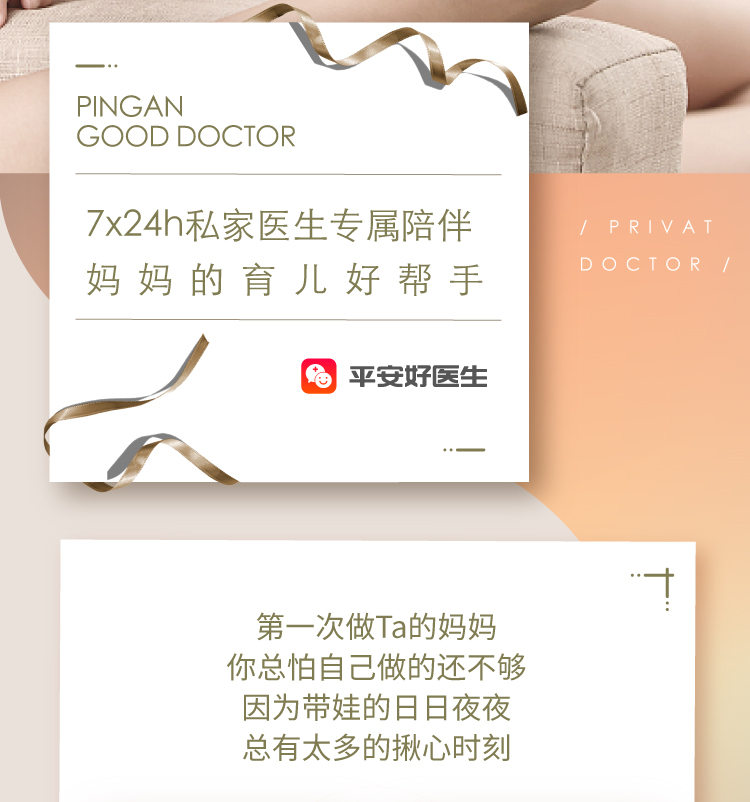 PINGAN
GOOD DOCTOR
7x24h私家医生专属陪伴
妈妈的育儿好帮手
/ PRIVAT
DOCTOR /
平安好医生
第一次做Ta的妈妈
你总怕自己做的还不够
因为带娃的日日夜夜
总有太多的揪心时刻